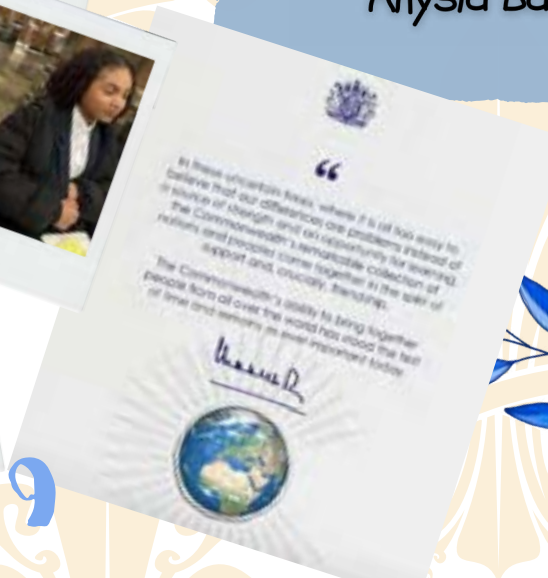 Anysia Ba
“
In these uncertain times, where it is all too easy to
believe that our differences are problems instead of
a source of strength and an opportunity for learning,
the Commonwealth's remarkable collection of
nations and peoples come together in the spirit of
support and, crucially, friendship.
The Commonwealth's ability to bring together
people from all over the world has stood the test
of time and remains as ever-important today.
Charles R
9